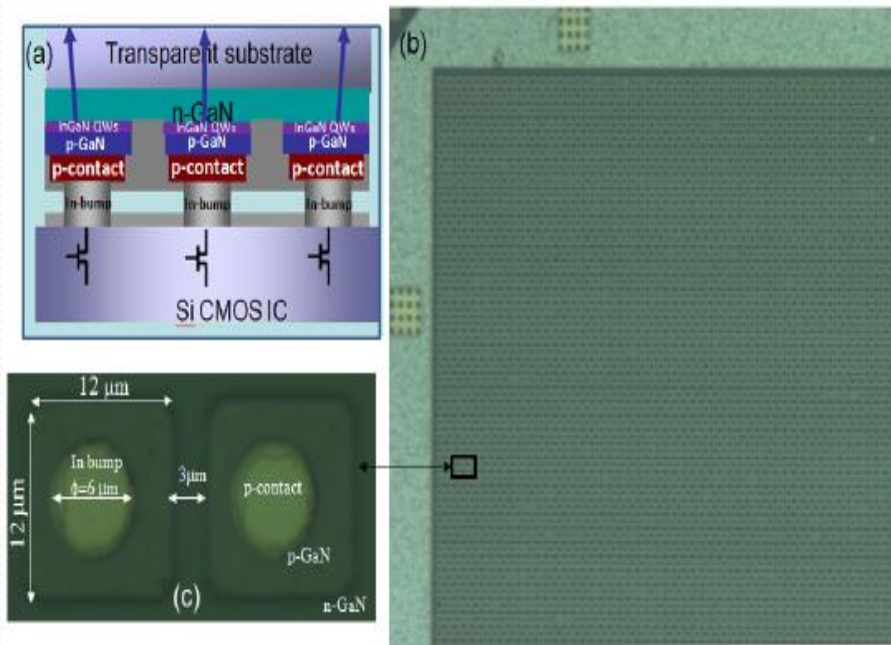 (a)
Transparent substrate
n-GaN
InGaN QWs
InGaN QWs
InGaN QWs
p-GaN
p-GaN
p-GaN
p-contact
p-contact
p-contact
In-bump
In-bump
In-bump
Si CMOS IC
(b)
12 µm
12 µm
In bump
ϕ=6 µm
3µm
p-contact
p-GaN
n-GaN
(c)